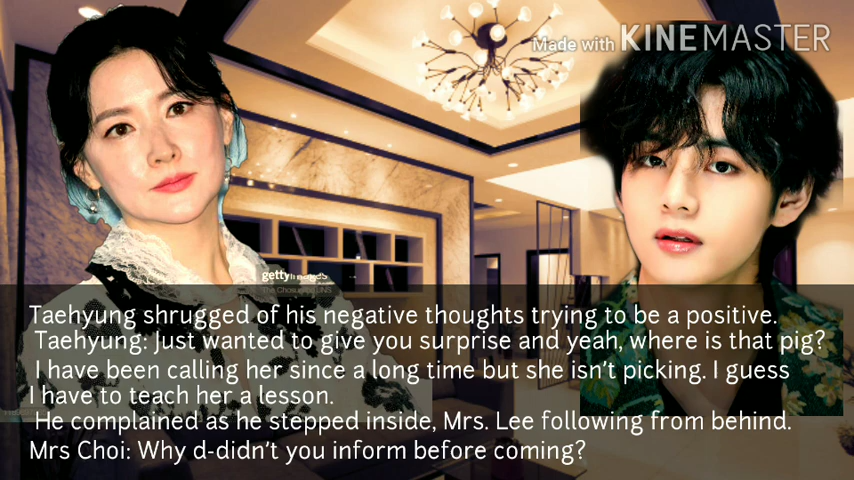 Made with KINEMASTER
gettyimages
Taehyung shrugged of his negative thoughts trying to be a positive.
Taehyung: Just wanted to give you surprise and yeah, where is that pig?
I have been calling her since a long time but she isn't picking. I guess
I have to teach her a lesson.
He complained as he stepped inside, Mrs. Lee following from behind.
Mrs Choi: Why d-didn't you inform before coming?